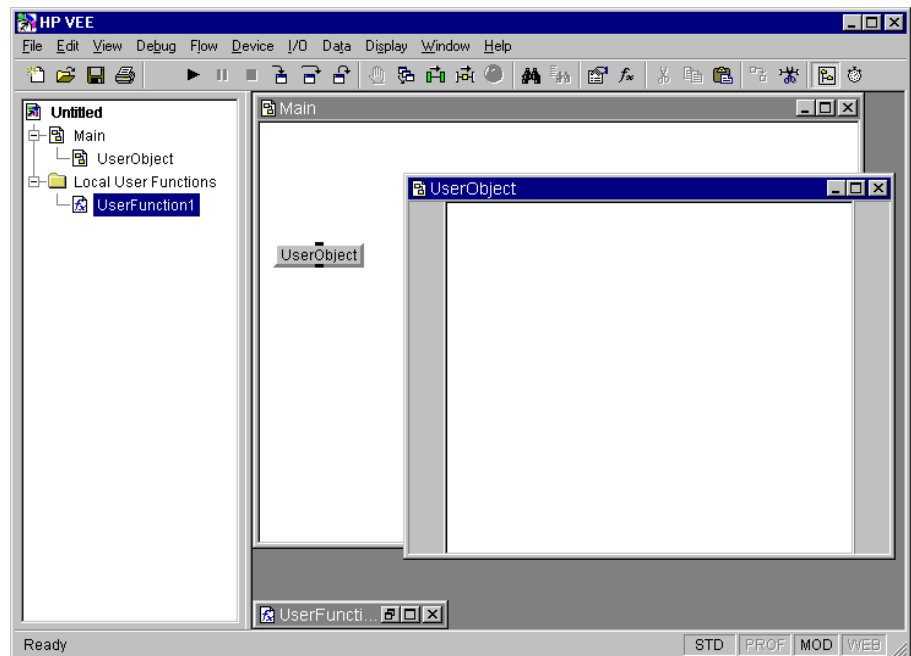 HP VEE
File Edit View Debug Flow Device I/O Data Display Window Help
Untitled
Main
UserObject
Local User Functions
UserFunction1
Main
UserObject
UserObject
UserFuncti...
Ready
STD PROF MOD WEB